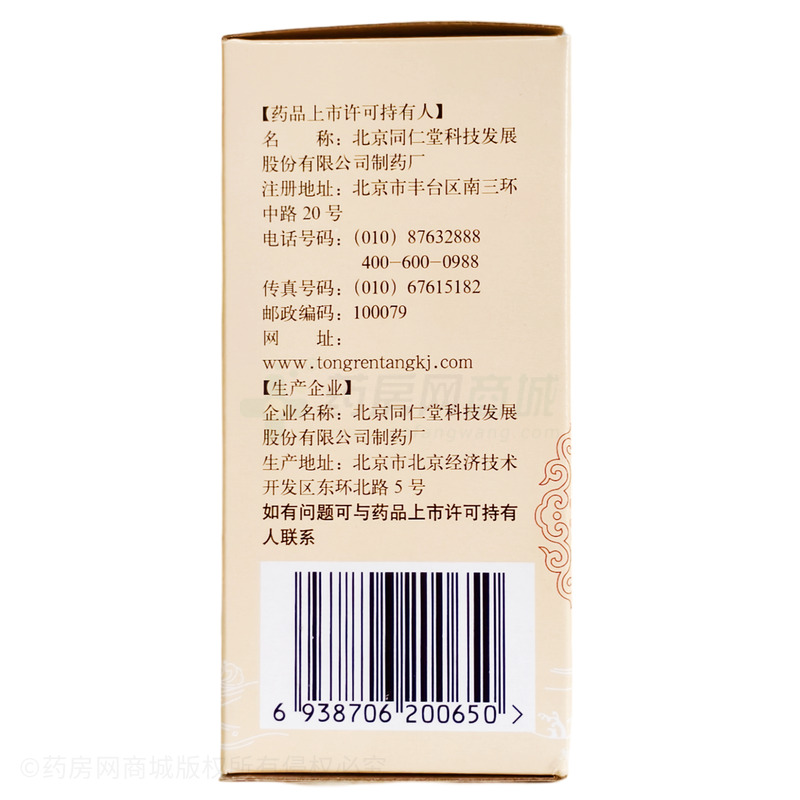 【药品上市许可持有人】
名　　称：北京同仁堂科技发展
股份有限公司制药厂
注册地址：北京市丰台区南三环
中路 20 号
电话号码：（010）87632888
400-600-0988
传真号码：（010）67615182
邮政编码：100079
网　　址：
www.tongrentangkj.com
【生产企业】
药房网商城
企业名称：北京同仁堂科技发展
股份有限公司制药厂
生产地址：北京市北京经济技术
开发区东环北路 5 号
如有问题可与药品上市许可持有
人联系
6 938706 200650 >
©药房网商城版权所有侵权必究